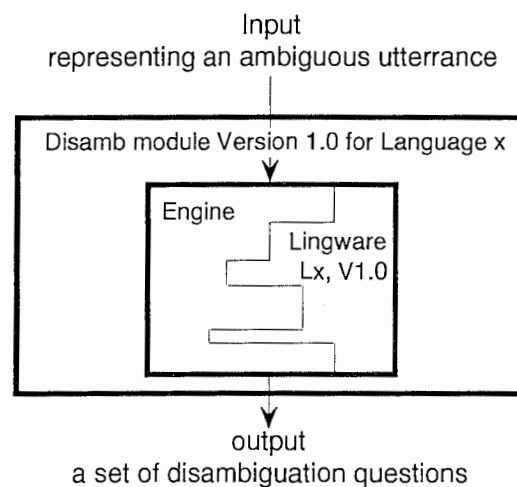 Input
representing an ambiguous utterrance
Disamb module Version 1.0 for Language x
Engine
Lingware
Lx, V1.0
output
a set of disambiguation questions